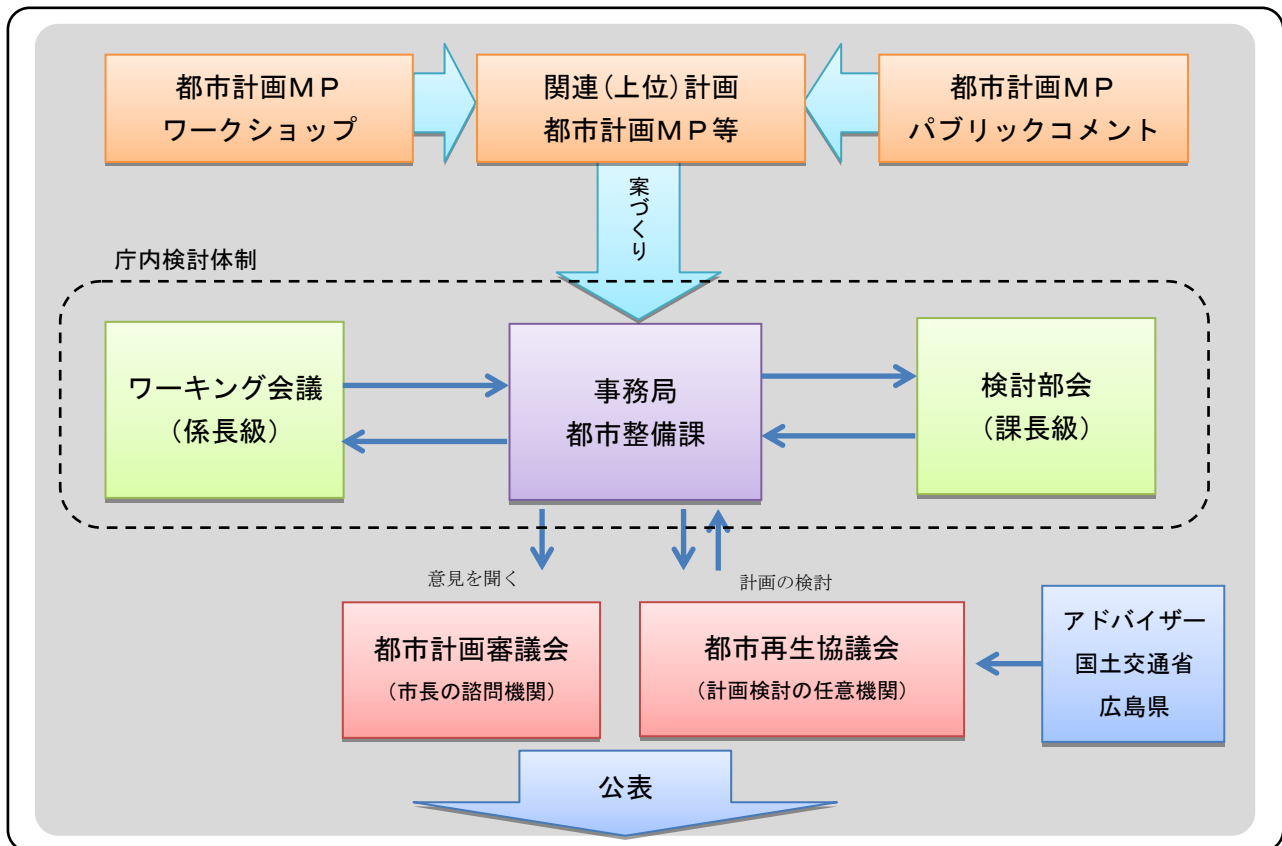 都市計画ＭＰ
ワークショップ
関連（上位）計画
都市計画ＭＰ等
都市計画ＭＰ
パブリックコメント
案づくり
庁内検討体制
ワーキング会議
（係長級）
事務局
都市整備課
検討部会
（課長級）
意見を聞く
計画の検討
都市計画審議会
（市長の諮問機関）
都市再生協議会
（計画検討の任意機関）
アドバイザー
国土交通省
広島県
公表